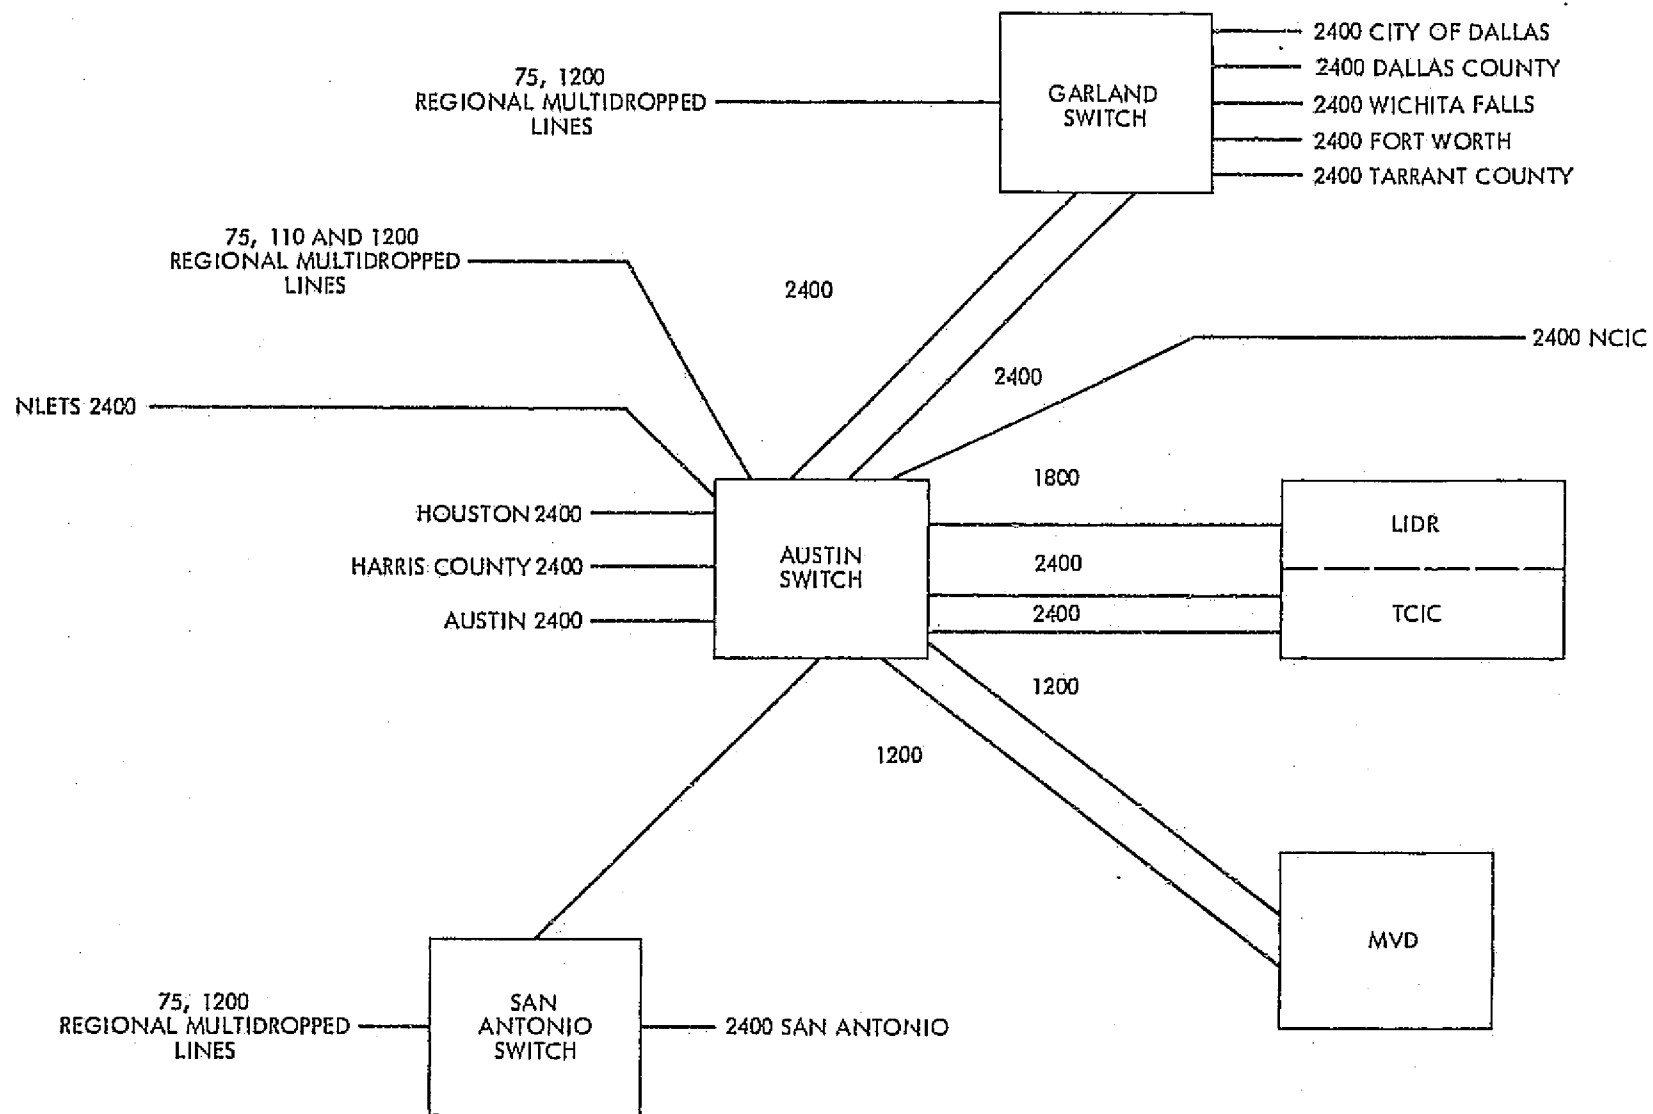 2400 CITY OF DALLAS
2400 DALLAS COUNTY
2400 WICHITA FALLS
2400 FORT WORTH
2400 TARRANT COUNTY
GARLAND
SWITCH
75, 1200
REGIONAL MULTIDROPPED
LINES
75, 110 AND 1200
REGIONAL MULTIDROPPED
LINES
2400
2400
2400 NCIC
NLETS 2400
HOUSTON 2400
HARRIS COUNTY 2400
AUSTIN 2400
AUSTIN
SWITCH
1800
2400
2400
LIDR
TCIC
1200
1200
MVD
75, 1200
REGIONAL MULTIDROPPED
LINES
SAN
ANTONIO
SWITCH
2400 SAN ANTONIO